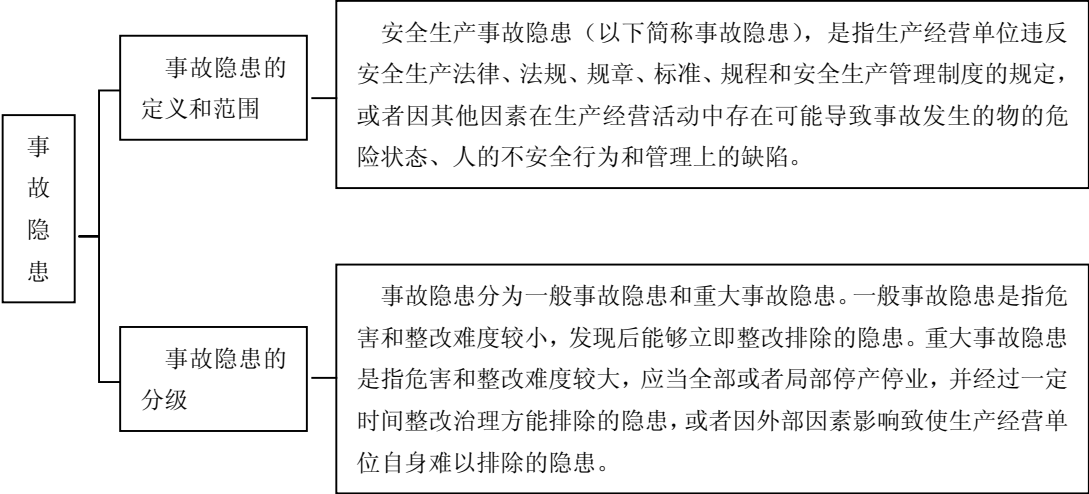 事
故
隐
患
事故隐患的
定义和范围
安全生产事故隐患（以下简称事故隐患），是指生产经营单位违反
安全生产法律、法规、规章、标准、规程和安全生产管理制度的规定，
或者因其他因素在生产经营活动中存在可能导致事故发生的物的危
险状态、人的不安全行为和管理上的缺陷。
事故隐患的
分级
事故隐患分为一般事故隐患和重大事故隐患。一般事故隐患是指危
害和整改难度较小，发现后能够立即整改排除的隐患。重大事故隐患
是指危害和整改难度较大，应当全部或者局部停产停业，并经过一定
时间整改治理方能排除的隐患，或者因外部因素影响致使生产经营单
位自身难以排除的隐患。